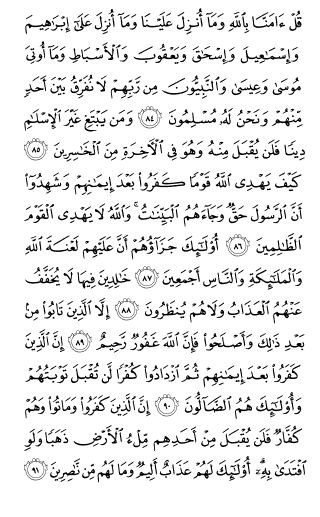 قُلْ ءَامَنَّا بِٱللَّهِ وَمَآ أُنزِلَ عَلَيْنَا وَمَآ أُنزِلَ عَلَىٰٓ إِبْرَٰهِيمَ
وَإِسْمَٰعِيلَ وَإِسْحَٰقَ وَيَعْقُوبَ وَٱلْأَسْبَاطِ وَمَآ أُوتِىَ
مُوسَىٰ وَعِيسَىٰ وَٱلنَّبِيُّونَ مِن رَّبِّهِمْ لَا نُفَرِّقُ بَيْنَ أَحَدٍ
مِّنْهُمْ وَنَحْنُ لَهُۥ مُسْلِمُونَ ٨٤ وَمَن يَبْتَغِ غَيْرَ ٱلْإِسْلَٰمِ
دِينًا فَلَن يُقْبَلَ مِنْهُ وَهُوَ فِى ٱلْءَاخِرَةِ مِنَ ٱلْخَٰسِرِينَ ٨٥
كَيْفَ يَهْدِى ٱللَّهُ قَوْمًا كَفَرُوا۟ بَعْدَ إِيمَٰنِهِمْ وَشَهِدُوٓا۟
أَنَّ ٱلرَّسُولَ حَقٌّ وَجَآءَهُمُ ٱلْبَيِّنَٰتُ ۚ وَٱللَّهُ لَا يَهْدِى ٱلْقَوْمَ
ٱلظَّٰلِمِينَ ٨٦ أُو۟لَٰٓئِكَ جَزَآؤُهُمْ أَنَّ عَلَيْهِمْ لَعْنَةَ ٱللَّهِ
وَٱلْمَلَٰٓئِكَةِ وَٱلنَّاسِ أَجْمَعِينَ ٨٧ خَٰلِدِينَ فِيهَا لَا يُخَفَّفُ
عَنْهُمُ ٱلْعَذَابُ وَلَا هُمْ يُنظَرُونَ ٨٨ إِلَّا ٱلَّذِينَ تَابُوا۟ مِنۢ
بَعْدِ ذَٰلِكَ وَأَصْلَحُوا۟ فَإِنَّ ٱللَّهَ غَفُورٌ رَّحِيمٌ ٨٩ إِنَّ ٱلَّذِينَ
كَفَرُوا۟ بَعْدَ إِيمَٰنِهِمْ ثُمَّ ٱزْدَادُوا۟ كُفْرًا لَّن تُقْبَلَ تَوْبَتُهُمْ
وَأُو۟لَٰٓئِكَ هُمُ ٱلضَّآلُّونَ ٩٠ إِنَّ ٱلَّذِينَ كَفَرُوا۟ وَمَاتُوا۟ وَهُمْ
كُفَّارٌ فَلَن يُقْبَلَ مِنْ أَحَدِهِم مِّلْءُ ٱلْأَرْضِ ذَهَبًا وَلَوِ
ٱفْتَدَىٰ بِهِۦٓ ۗ أُو۟لَٰٓئِكَ لَهُمْ عَذَابٌ أَلِيمٌ وَمَا لَهُم مِّن نَّٰصِرِينَ ٩١